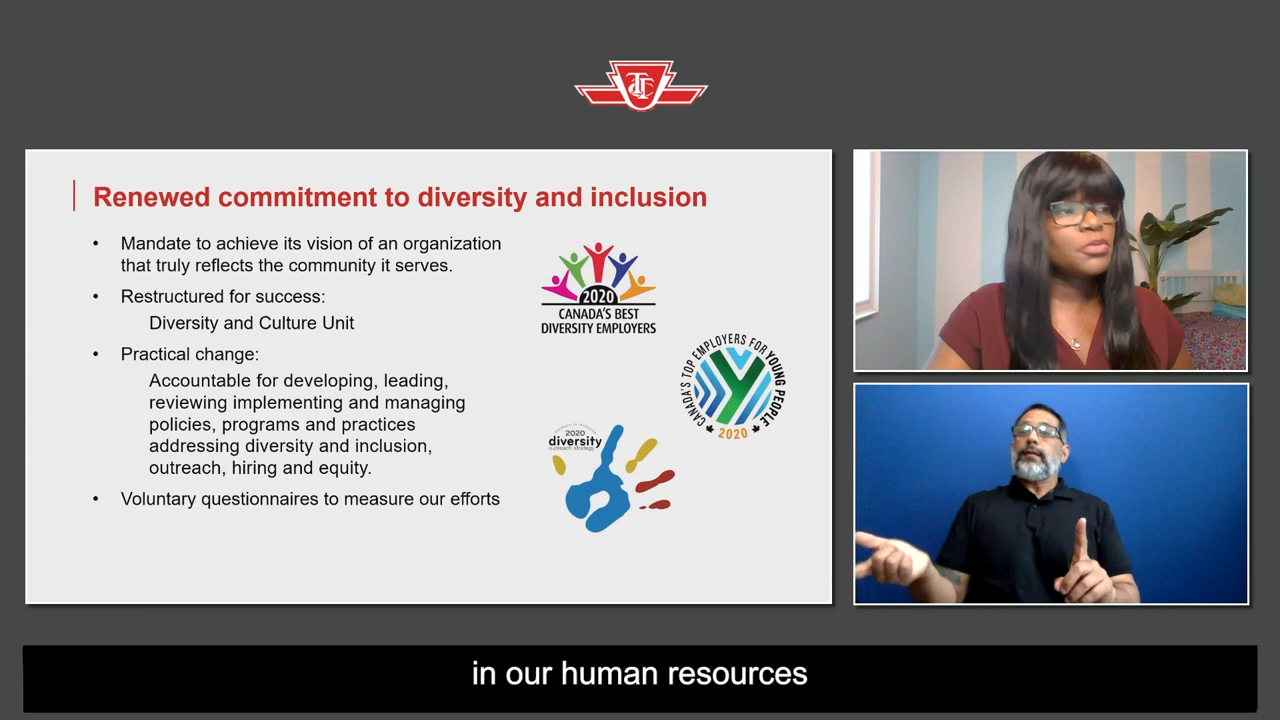 TTC
Renewed commitment to diversity and inclusion
• Mandate to achieve its vision of an organization
that truly reflects the community it serves.
• Restructured for success:
Diversity and Culture Unit
• Practical change:
Accountable for developing, leading,
reviewing implementing and managing
policies, programs and practices
addressing diversity and inclusion,
outreach, hiring and equity.
• Voluntary questionnaires to measure our efforts
2020
CANADA'S BEST
DIVERSITY EMPLOYERS
CANADA'S TOP EMPLOYERS FOR YOUNG PEOPLE
2020
2020
diversity
outreach strategy
in our human resources